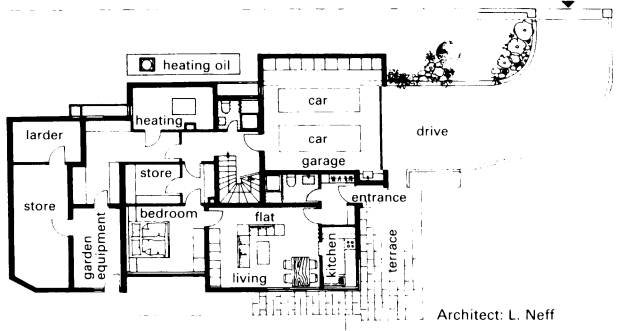 heating oil
heating
car
larder
car
drive
garage
store
store
entrance
bedroom
flat
garden
equipment
kitchen
terrace
living
Architect: L. Neff